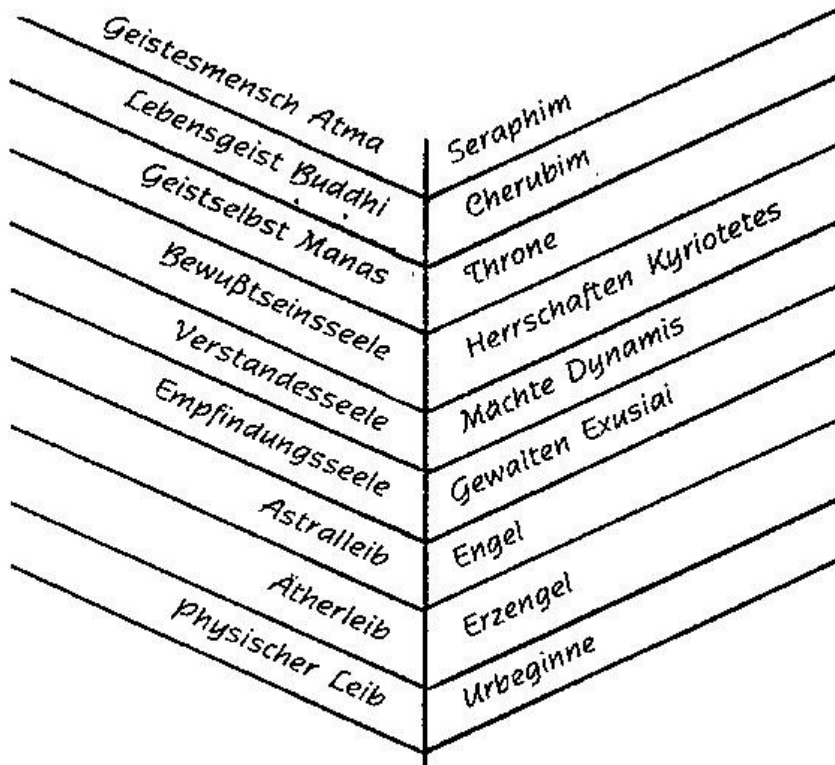 Geistesmensch Atma
Lebensgeist Buddhi
Geistselbst Manas
Bewußtseinsseele
Verstandesseele
Empfindungsseele
Astralleib
Ätherleib
Physischer Leib
Seraphim
Cherubim
Throne
Herrschaften Kyriotetes
Mächte Dynamis
Gewalten Exusiai
Engel
Erzengel
Urbeginne